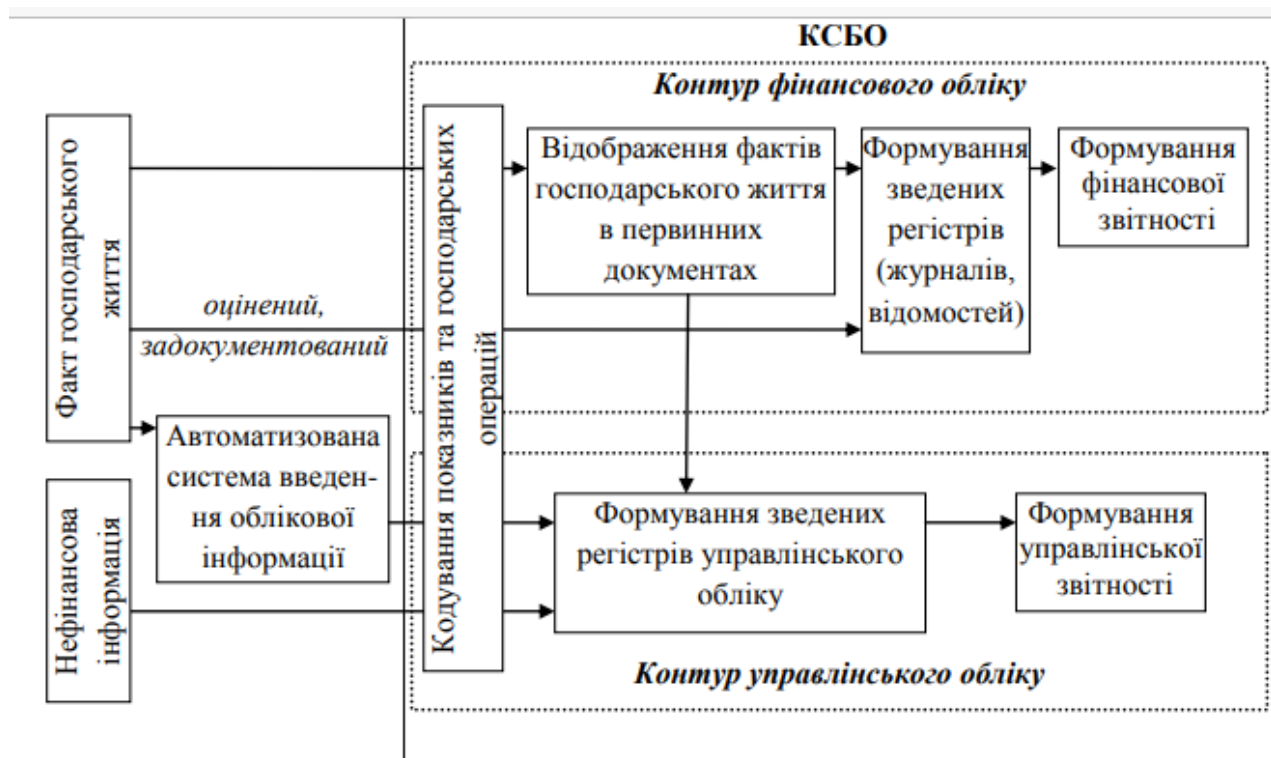 КСБО
Контур фінансового обліку
Факт господарського
життя
оцінений,
задокументований
Автоматизована
система введен-
ня облікової
інформації
Нефінансова
інформація
Кодування показників та господарських
операцій
Відображення фактів
господарського життя
в первинних
документах
Формування
зведених
регістрів
(журналів,
відомостей)
Формування
фінансової
звітності
Формування зведених
регістрів управлінського
обліку
Формування
управлінської
звітності
Контур управлінського обліку